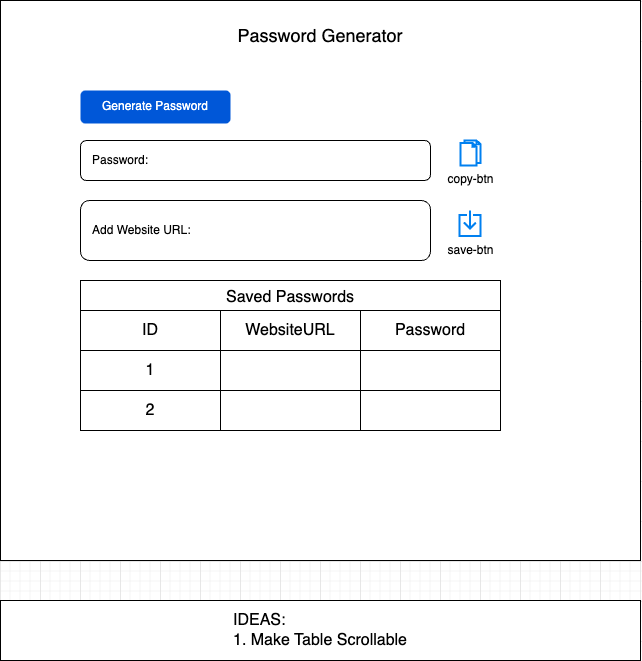 Password Generator
Generate Password
Password:
copy-btn
Add Website URL:
save-btn
Saved Passwords
ID WebsiteURL Password
1
2
IDEAS:
1. Make Table Scrollable